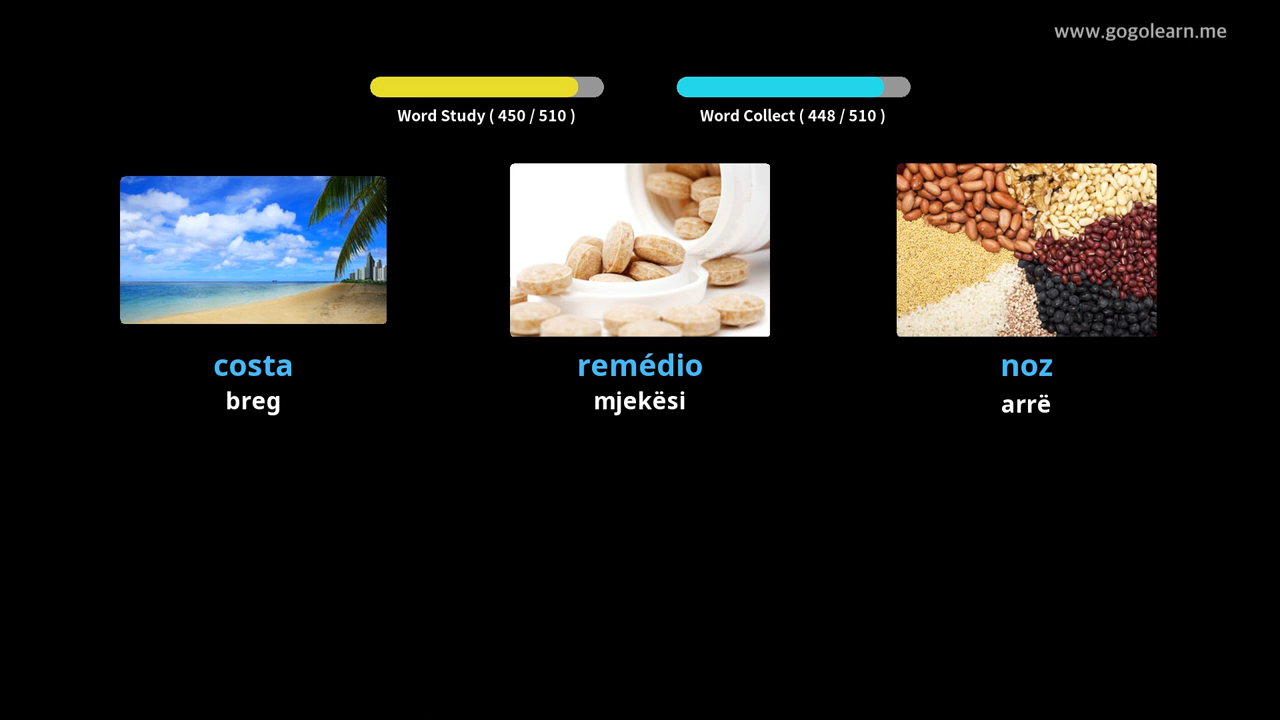 www.gogolearn.me
Word Study ( 450 / 510 )
Word Collect ( 448 / 510 )
costa
breg
remédio
mjekësi
noz
arrë